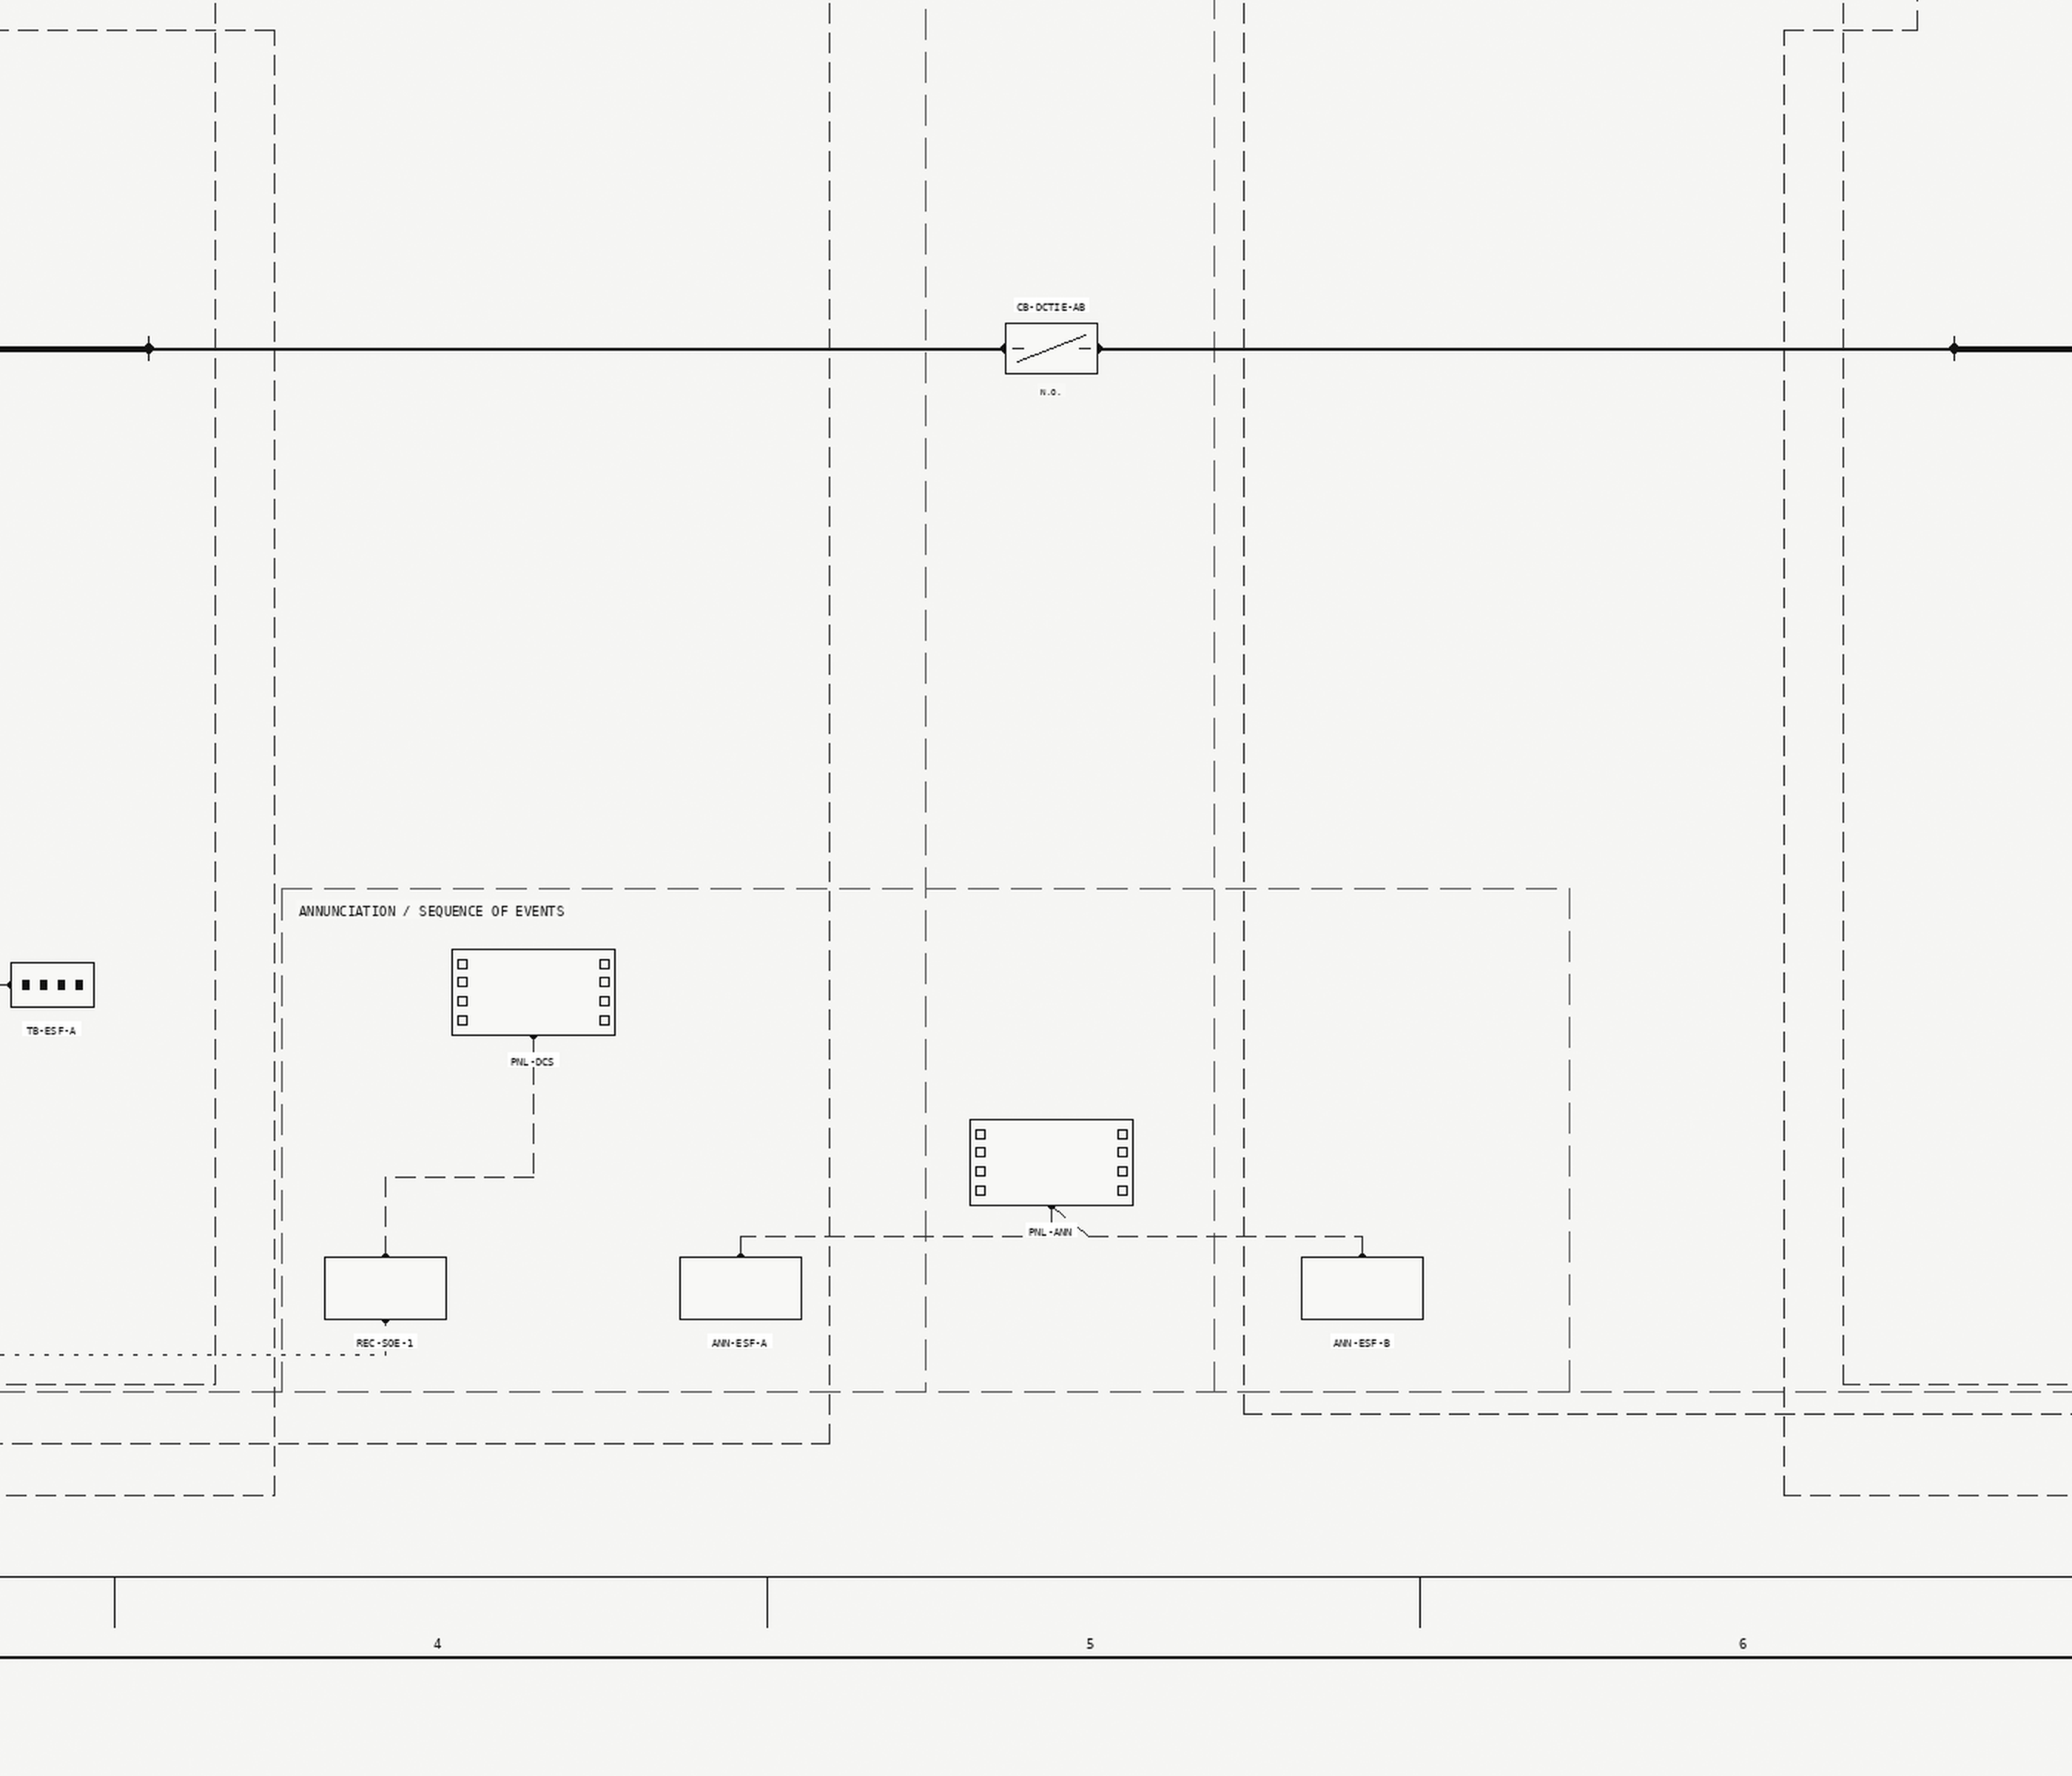 CB-DCTIE-AB
N.O.
ANNUNCIATION / SEQUENCE OF EVENTS
TB-ESF-A
PNL-DCS
PNL-ANN
REC-SOE-1
ANN-ESF-A
ANN-ESF-B
4
5
6